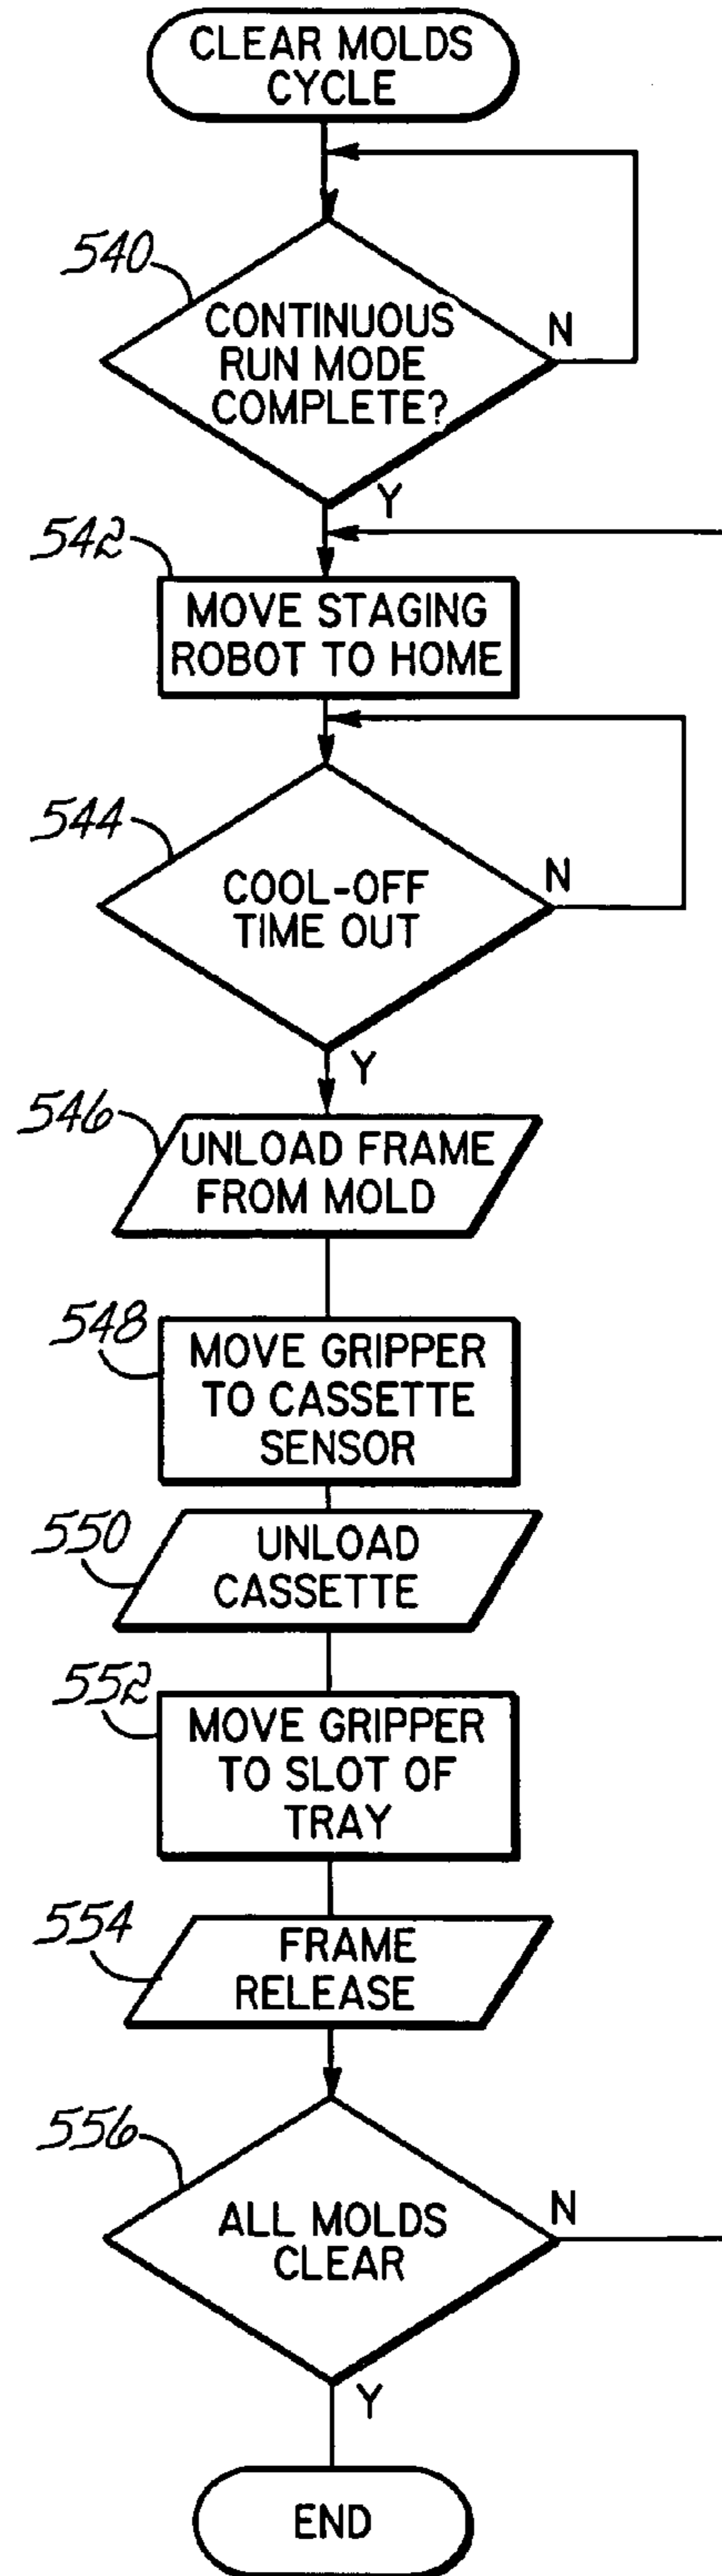 CLEAR MOLDS
CYCLE
540
CONTINUOUS
RUN MODE
COMPLETE?
N
Y
542
MOVE STAGING
ROBOT TO HOME
544
COOL-OFF
TIME OUT
N
Y
546
UNLOAD FRAME
FROM MOLD
548
MOVE GRIPPER
TO CASSETTE
SENSOR
550
UNLOAD
CASSETTE
552
MOVE GRIPPER
TO SLOT OF
TRAY
554
FRAME
RELEASE
556
ALL MOLDS
CLEAR
N
Y
END